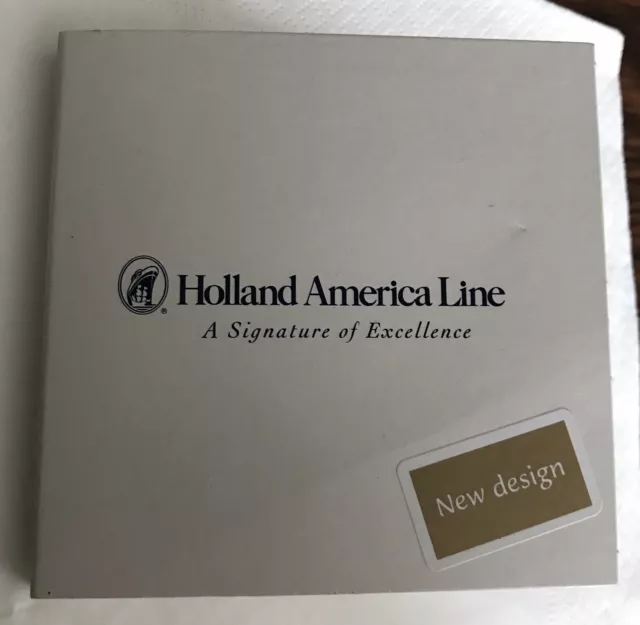 Holland America Line
®
A Signature of Excellence
New design